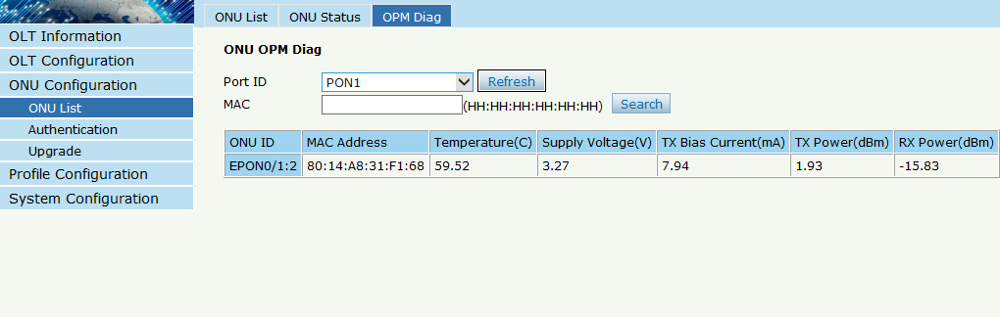 ONU List ONU Status OPM Diag
OLT Information
OLT Configuration
ONU Configuration
ONU List
Authentication
Upgrade
Profile Configuration
System Configuration
ONU OPM Diag
Port ID PON1 Refresh
MAC (HH:HH:HH:HH:HH:HH) Search
ONU ID MAC Address Temperature(C) Supply Voltage(V) TX Bias Current(mA) TX Power(dBm) RX Power(dBm)
EPON0/1:2 80:14:A8:31:F1:68 59.52 3.27 7.94 1.93 -15.83